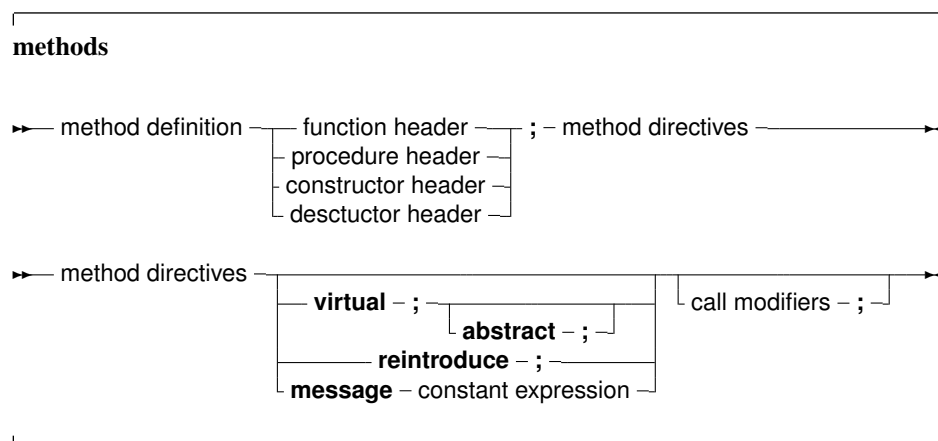 methods
method definition function header ; method directives
procedure header
constructor header
desctuctor header
method directives
virtual ; call modifiers ;
abstract ;
reintroduce ;
message constant expression